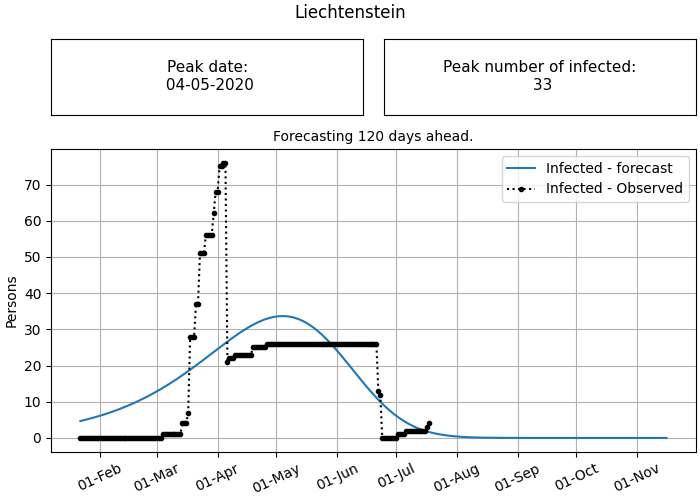 Liechtenstein
Peak date:
04-05-2020
Peak number of infected:
33
Forecasting 120 days ahead.
Infected - forecast
Infected - Observed
Persons
70
60
50
40
30
20
10
0
01-Feb
01-Mar
01-Apr
01-May
01-Jun
01-Jul
01-Aug
01-Sep
01-Oct
01-Nov